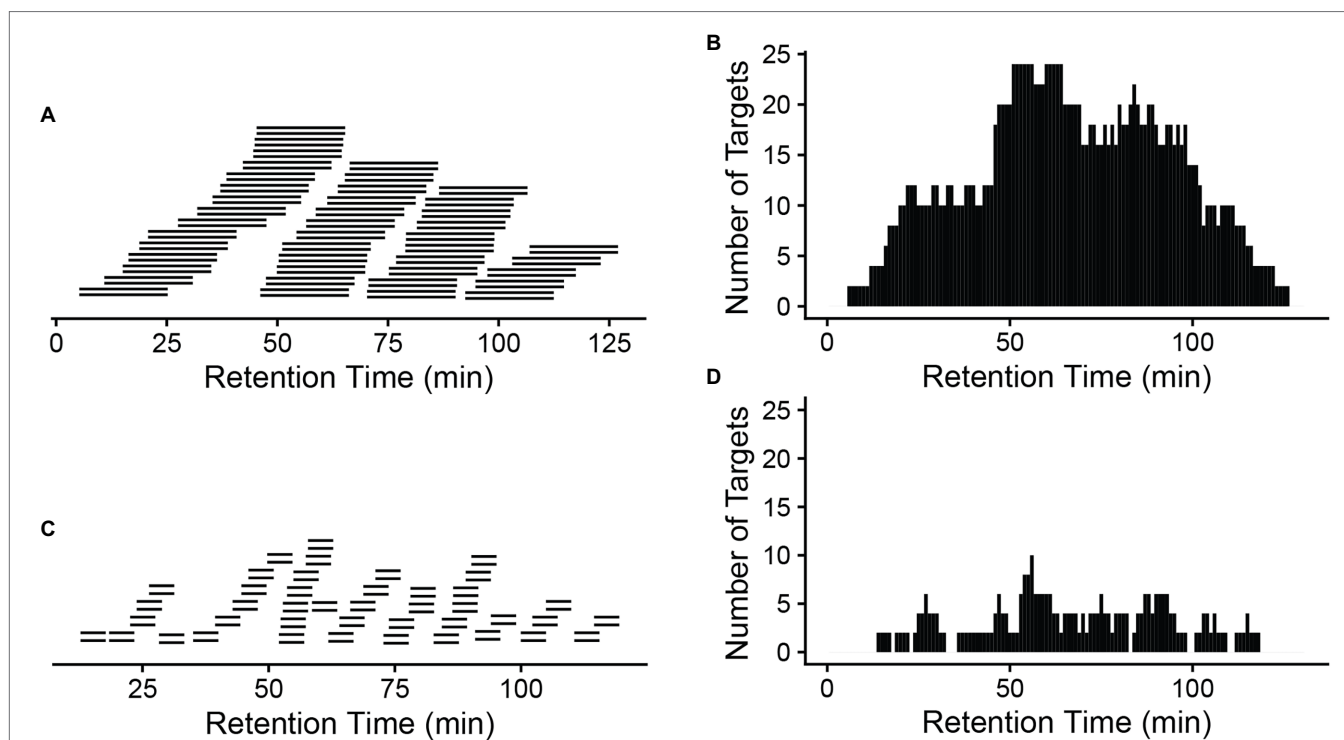 A
0 25 50 75 100 125
Retention Time (min)
B
Number of Targets
25
20
15
10
5
0
0 50 100
Retention Time (min)
C
25 50 75 100
Retention Time (min)
D
Number of Targets
25
20
15
10
5
0
0 50 100
Retention Time (min)